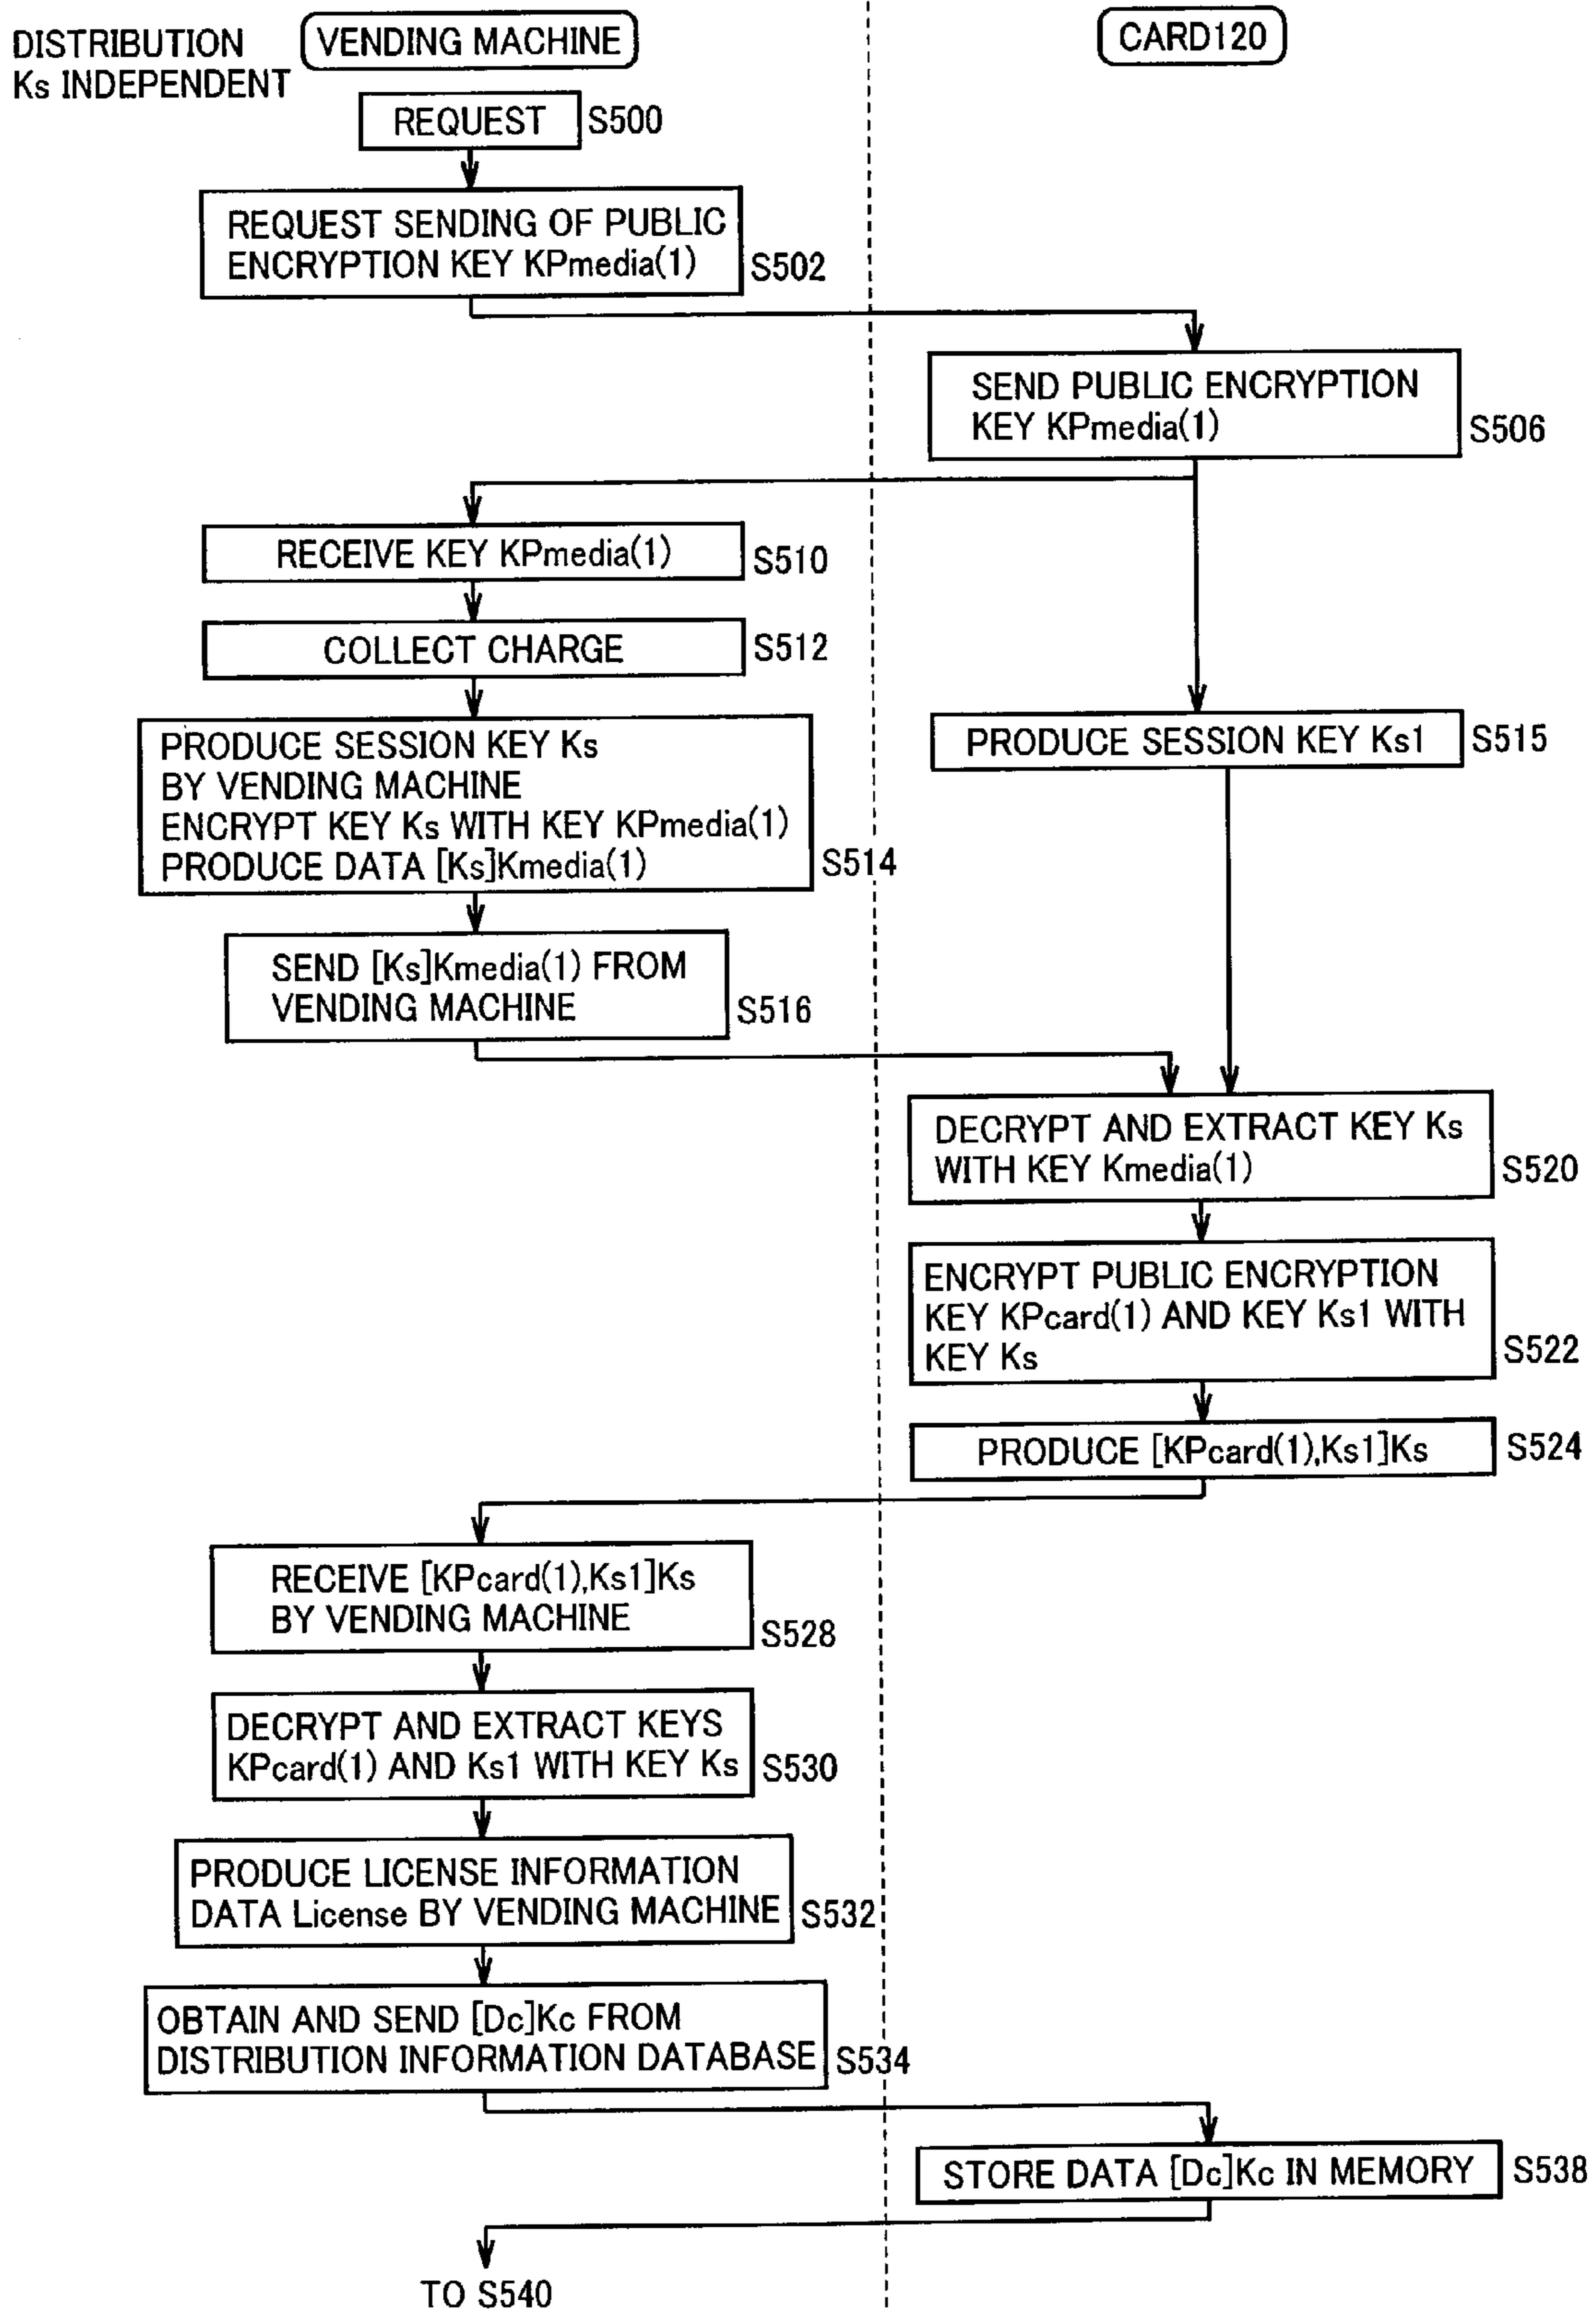 DISTRIBUTION
Ks INDEPENDENT
VENDING MACHINE
CARD120
REQUEST
S500
REQUEST SENDING OF PUBLIC
ENCRYPTION KEY KPmedia(1)
S502
SEND PUBLIC ENCRYPTION
KEY KPmedia(1)
S506
RECEIVE KEY KPmedia(1)
S510
COLLECT CHARGE
S512
PRODUCE SESSION KEY Ks
BY VENDING MACHINE
ENCRYPT KEY Ks WITH KEY KPmedia(1)
PRODUCE DATA [Ks]Kmedia(1)
S514
PRODUCE SESSION KEY Ks1
S515
SEND [Ks]Kmedia(1) FROM
VENDING MACHINE
S516
DECRYPT AND EXTRACT KEY Ks
WITH KEY Kmedia(1)
S520
ENCRYPT PUBLIC ENCRYPTION
KEY KPcard(1) AND KEY Ks1 WITH
KEY Ks
S522
PRODUCE [KPcard(1),Ks1]Ks
S524
RECEIVE [KPcard(1),Ks1]Ks
BY VENDING MACHINE
S528
DECRYPT AND EXTRACT KEYS
KPcard(1) AND Ks1 WITH KEY Ks
S530
PRODUCE LICENSE INFORMATION
DATA License BY VENDING MACHINE
S532
OBTAIN AND SEND [Dc]Kc FROM
DISTRIBUTION INFORMATION DATABASE
S534
STORE DATA [Dc]Kc IN MEMORY
S538
TO S540